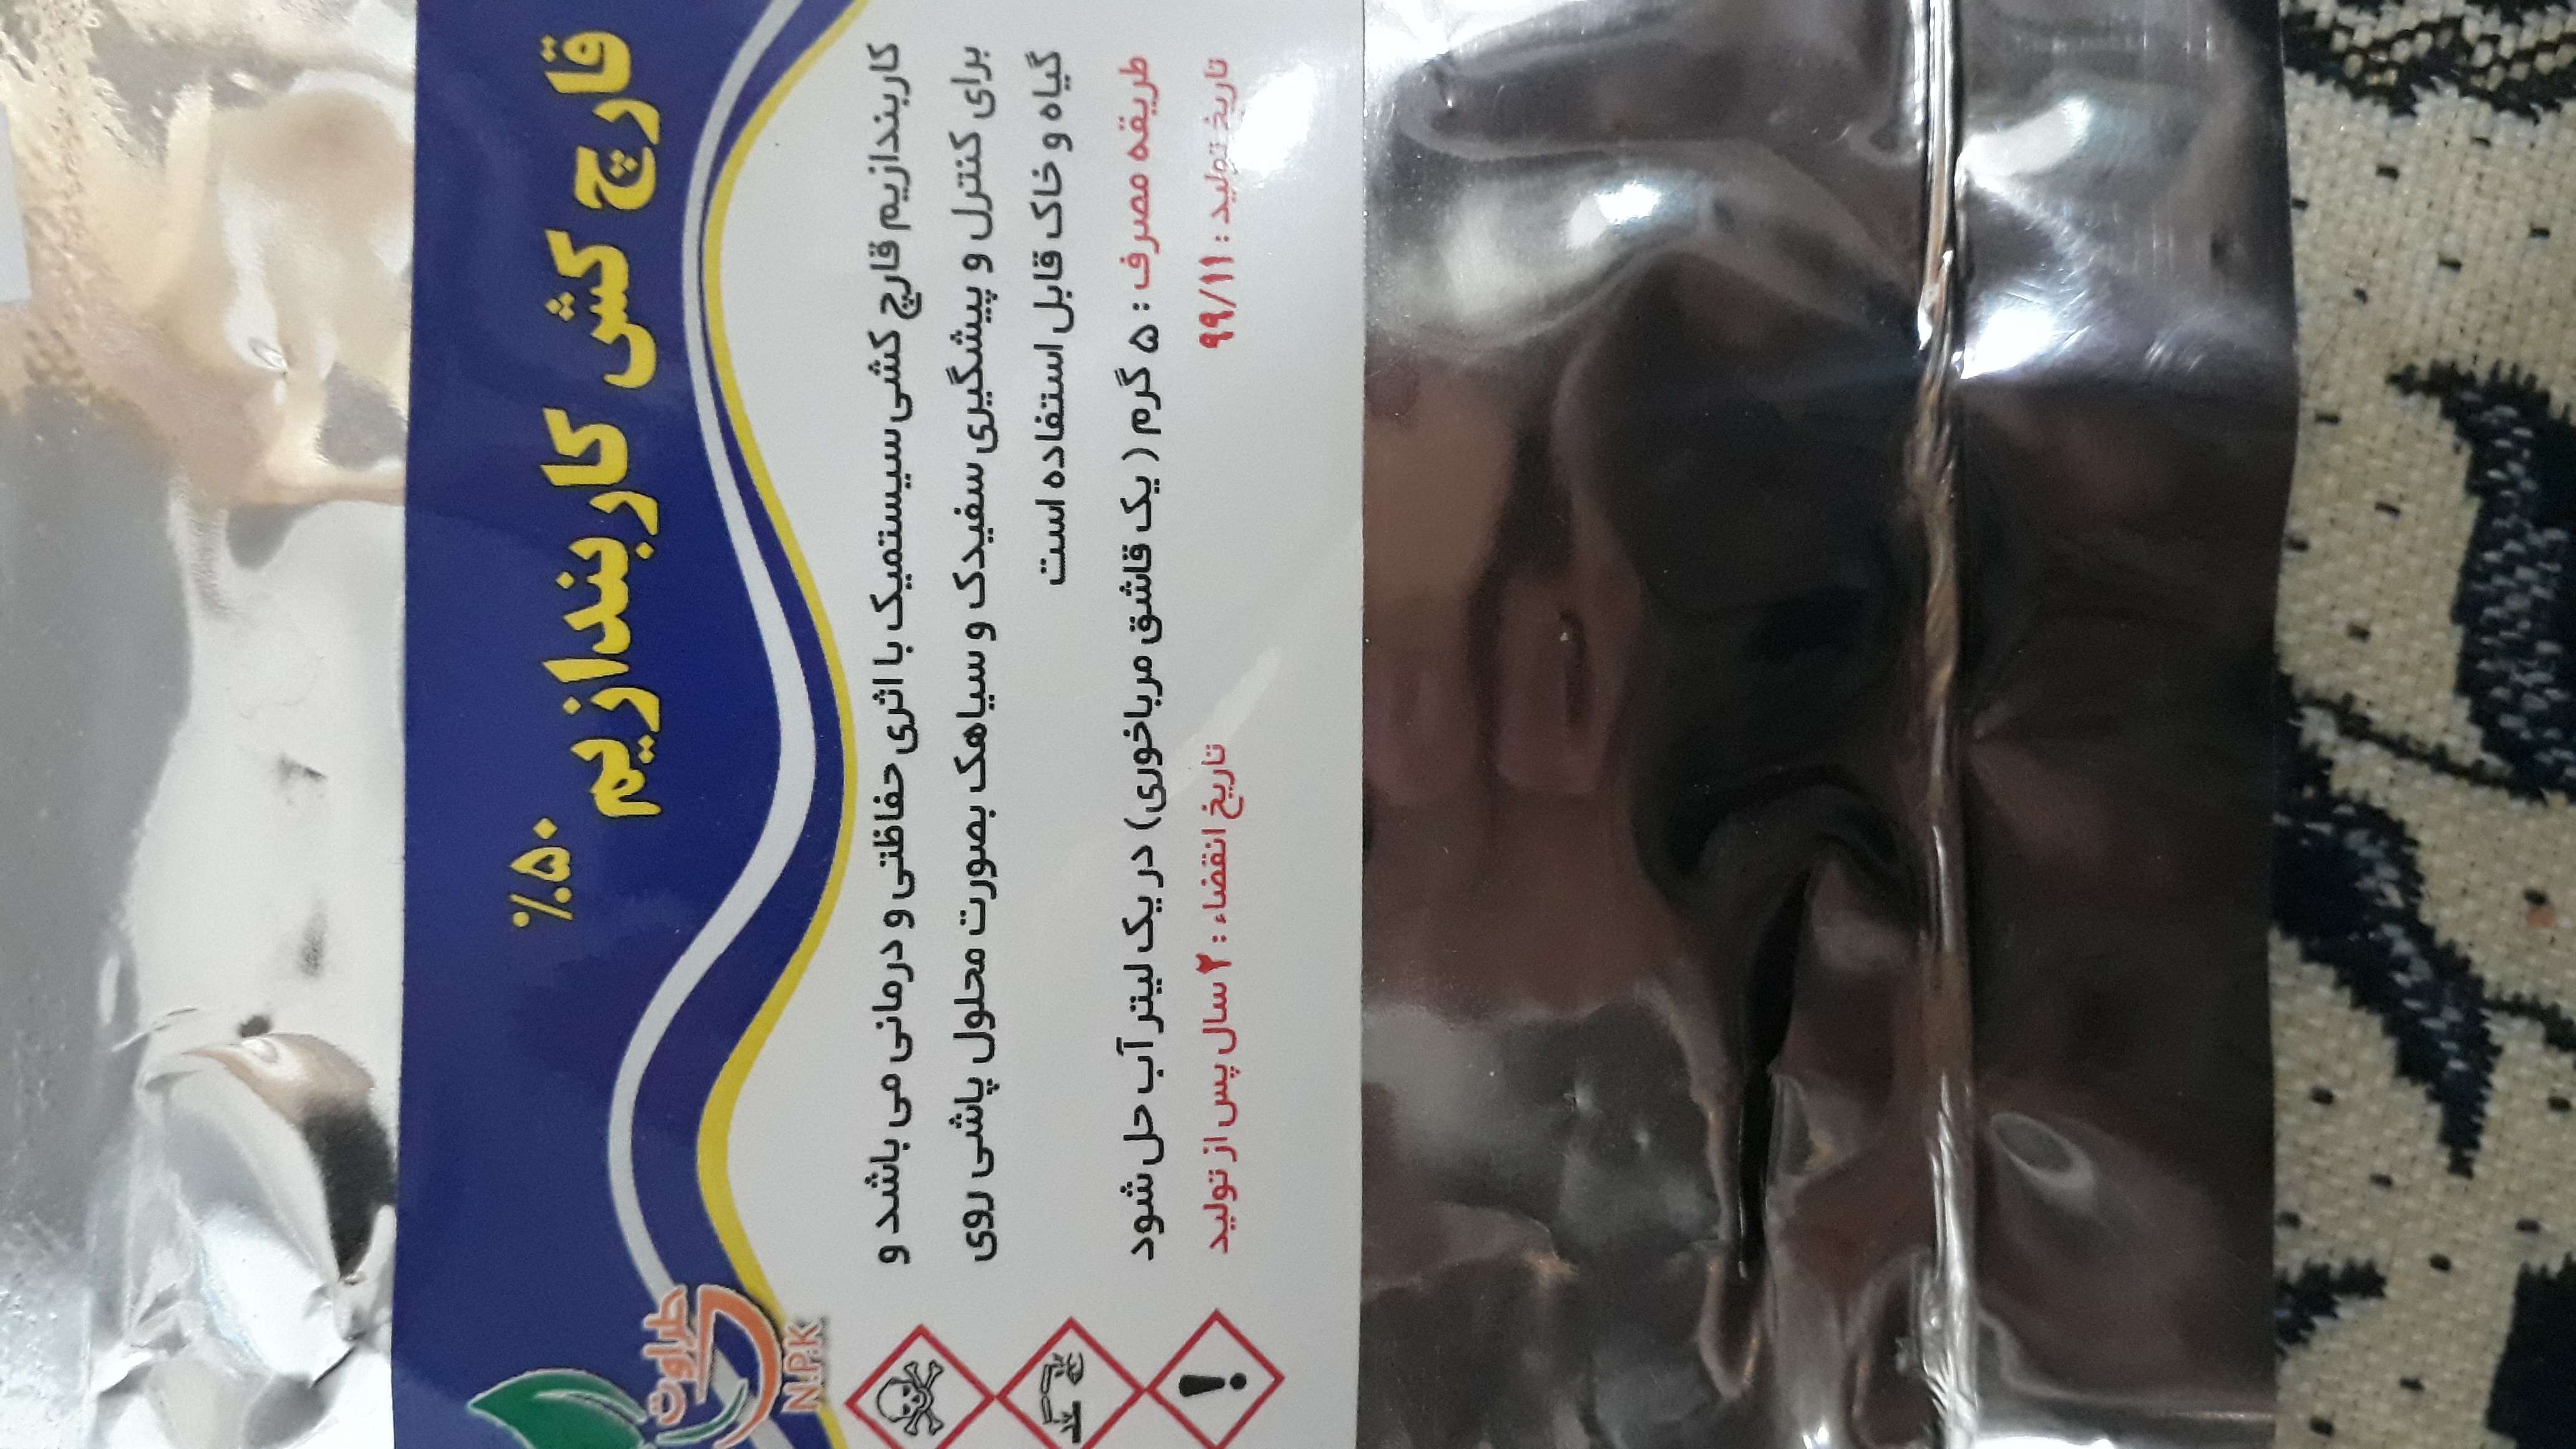 قارچ کش کاربندازیم
٪۵۰
کاربندازیم قارچ کشی سیستمیک با اثری حفاظتی و درمانی می باشد و
برای کنترل و پیشگیری سفیدک و سیاهک بصورت محلول پاشی روی
گیاه و خاک قابل استفاده است
طریقه مصرف : ۵ گرم ( یک قاشق مرباخوری) در یک لیتر آب حل شود
تاریخ تولید : ۹۹/۱۱ تاریخ انقضاء : ۲ سال پس از تولید
طراوت
N.P.K